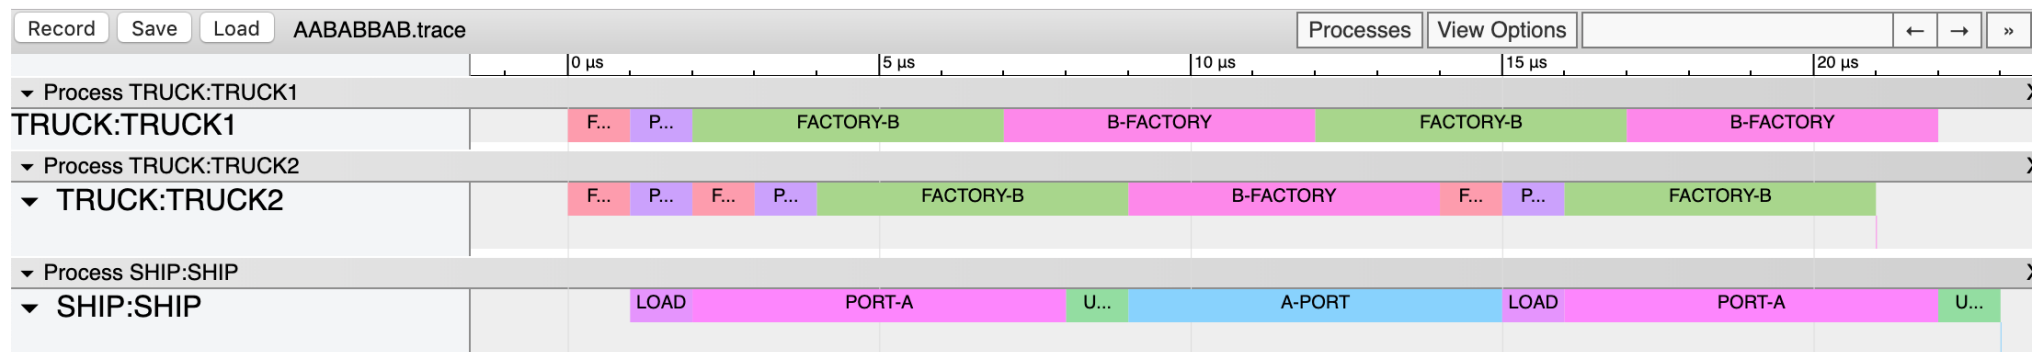 Record Save Load AABABBAB.trace Processes View Options ← → »
0 µs 5 µs 10 µs 15 µs 20 µs
Process TRUCK:TRUCK1 X
TRUCK:TRUCK1 F... P... FACTORY-B B-FACTORY FACTORY-B B-FACTORY
Process TRUCK:TRUCK2 X
TRUCK:TRUCK2 F... P... F... P... FACTORY-B B-FACTORY F... P... FACTORY-B
Process SHIP:SHIP X
SHIP:SHIP LOAD PORT-A U... A-PORT LOAD PORT-A U...